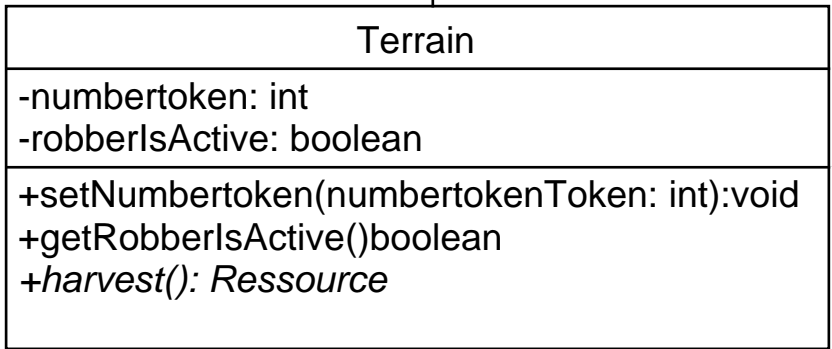 Terrain
-numbertoken: int
-robberIsActive: boolean
+setNumbertoken(numbertokenToken: int):void
+getRobberIsActive()boolean
+harvest(): Ressource